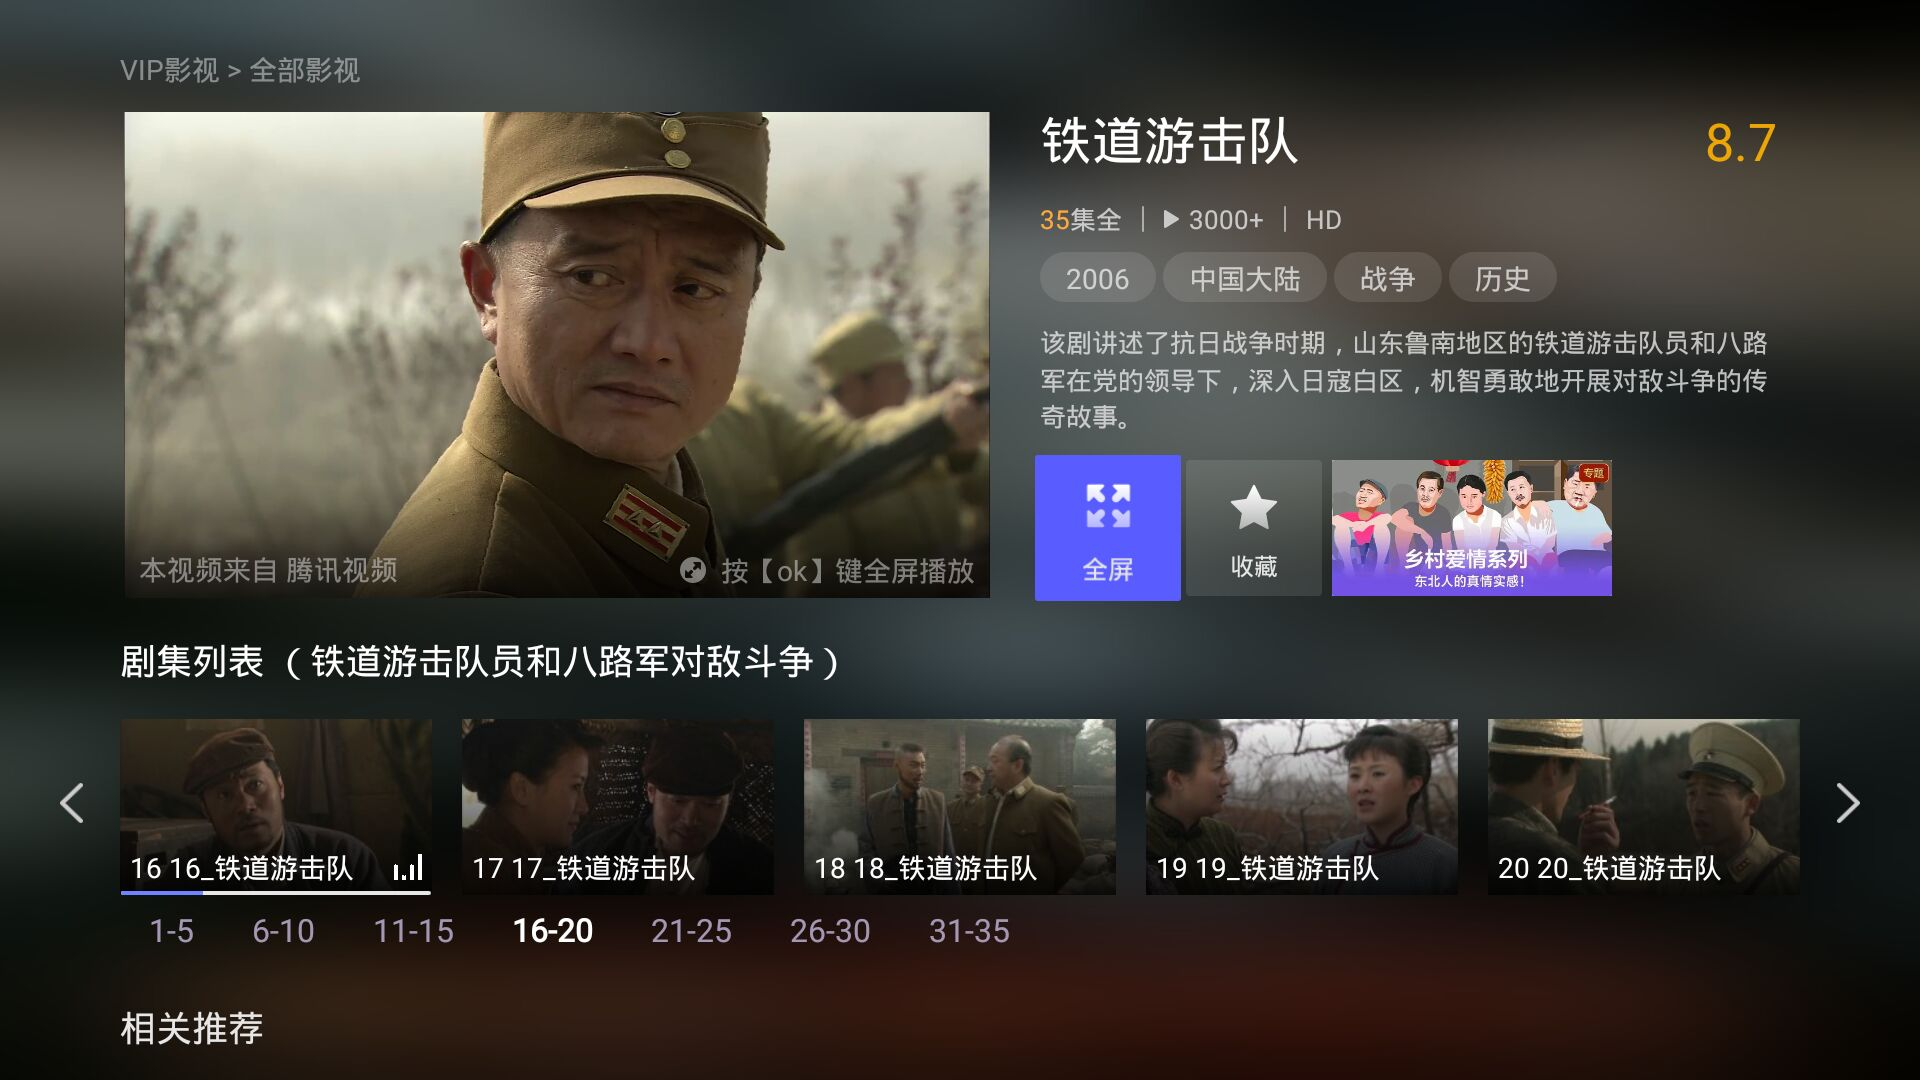 VIP影视 > 全部影视
本视频来自 腾讯视频
按【ok】键全屏播放
铁道游击队
8.7
35集全 | ▶ 3000+ | HD
2006 中国大陆 战争 历史
该剧讲述了抗日战争时期，山东鲁南地区的铁道游击队员和八路
军在党的领导下，深入日寇白区，机智勇敢地开展对敌斗争的传
奇故事。
全屏
收藏
专题
乡村爱情系列
东北人的真情实感！
剧集列表 （铁道游击队员和八路军对敌斗争）
16 16_铁道游击队
17 17_铁道游击队
18 18_铁道游击队
19 19_铁道游击队
20 20_铁道游击队
1-5 6-10 11-15 16-20 21-25 26-30 31-35
相关推荐